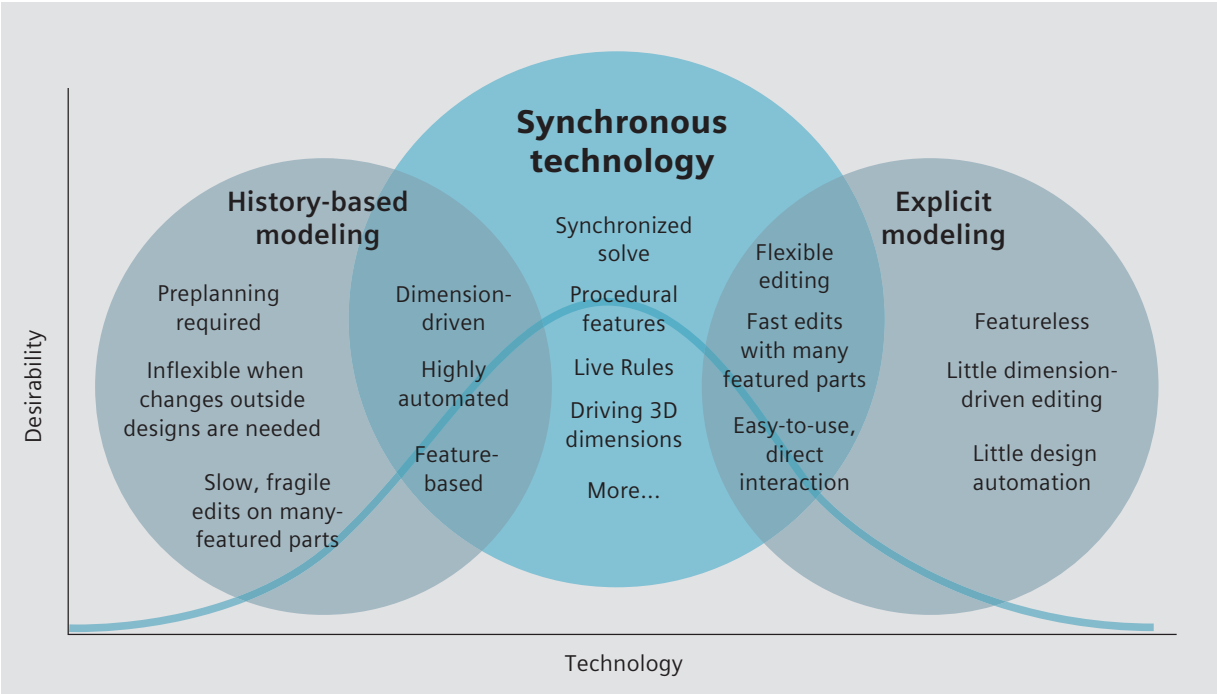 Synchronous
technology
History-based
modeling
Explicit
modeling
Preplanning
required
Inflexible when
changes outside
designs are needed
Slow, fragile
edits on many-
featured parts
Dimension-
driven
Highly
automated
Feature-
based
Synchronized
solve
Procedural
features
Live Rules
Driving 3D
dimensions
More...
Flexible
editing
Fast edits
with many
featured parts
Easy-to-use,
direct
interaction
Featureless
Little dimension-
driven editing
Little design
automation
Desirability
Technology